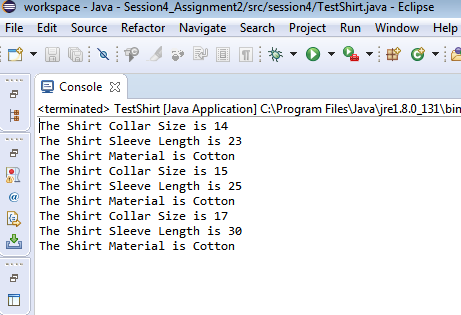 workspace - Java - Session4_Assignment2/src/session4/TestShirt.java - Eclipse
File Edit Source Refactor Navigate Search Project Run Window Help
Console
<terminated> TestShirt [Java Application] C:\Program Files\Java\jre1.8.0_131\bin
The Shirt Collar Size is 14
The Shirt Sleeve Length is 23
The Shirt Material is Cotton
The Shirt Collar Size is 15
The Shirt Sleeve Length is 25
The Shirt Material is Cotton
The Shirt Collar Size is 17
The Shirt Sleeve Length is 30
The Shirt Material is Cotton